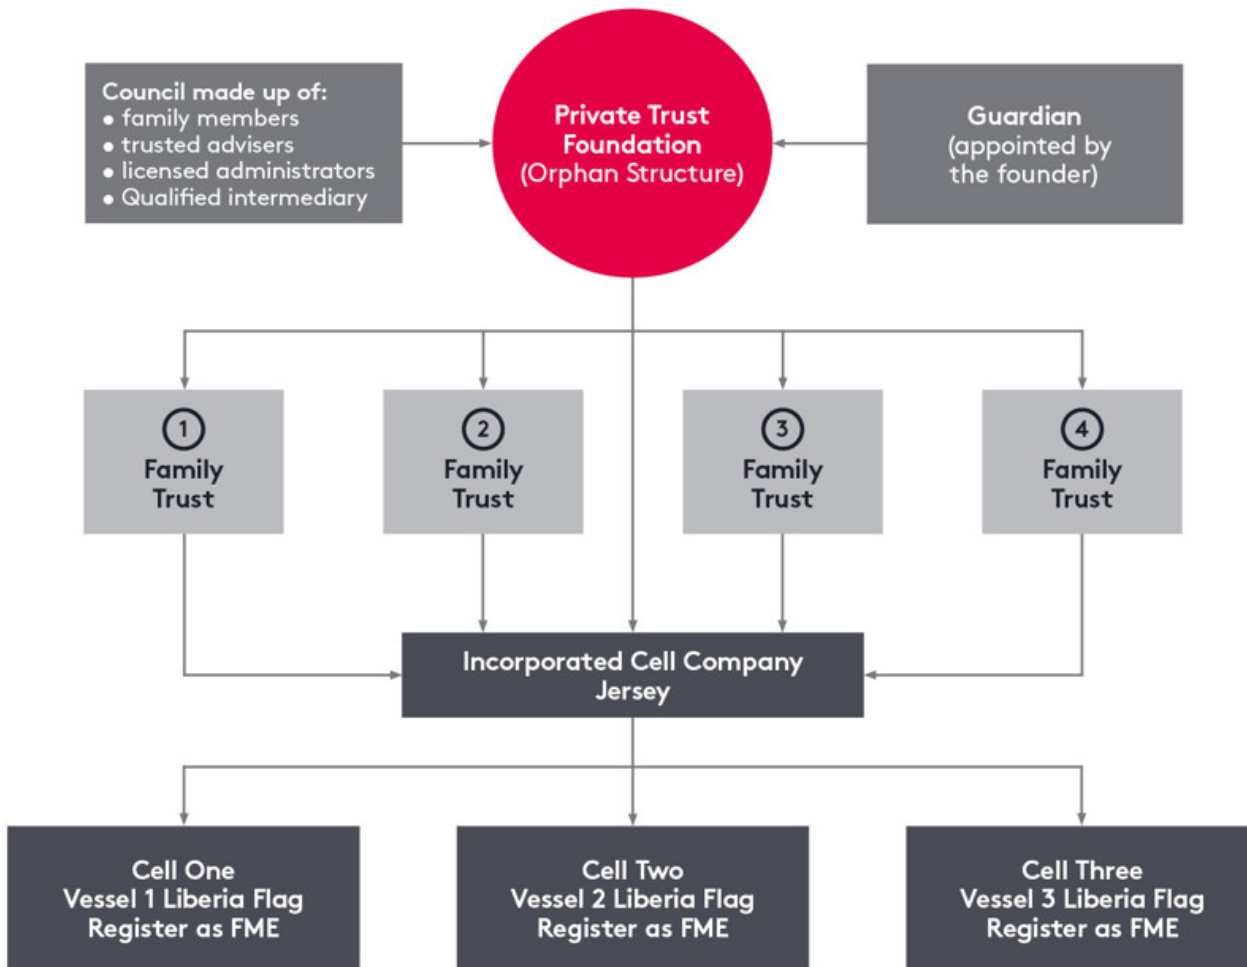 Council made up of:
• family members
• trusted advisers
• licensed administrators
• Qualified intermediary
Private Trust
Foundation
(Orphan Structure)
Guardian
(appointed by
the founder)
1
Family
Trust
2
Family
Trust
3
Family
Trust
4
Family
Trust
Incorporated Cell Company
Jersey
Cell One
Vessel 1 Liberia Flag
Register as FME
Cell Two
Vessel 2 Liberia Flag
Register as FME
Cell Three
Vessel 3 Liberia Flag
Register as FME